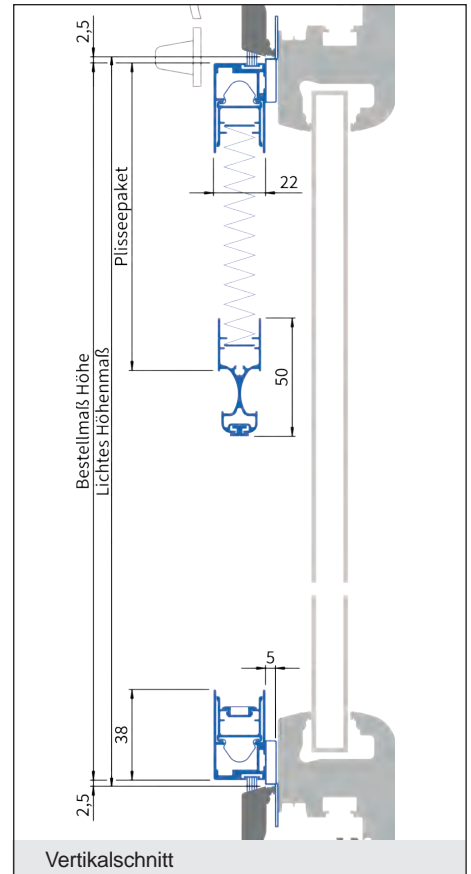 2,5
Plisseepaket
22
Bestellmaß Höhe
Lichtes Höhenmaß
50
5
38
2,5
Vertikalschnitt